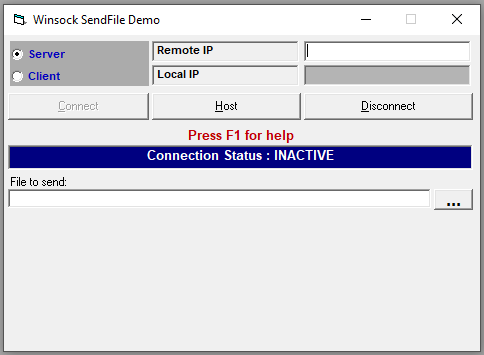 Winsock SendFile Demo
Server
Remote IP
Client
Local IP
Connect
Host
Disconnect
Press F1 for help
Connection Status : INACTIVE
File to send:
...